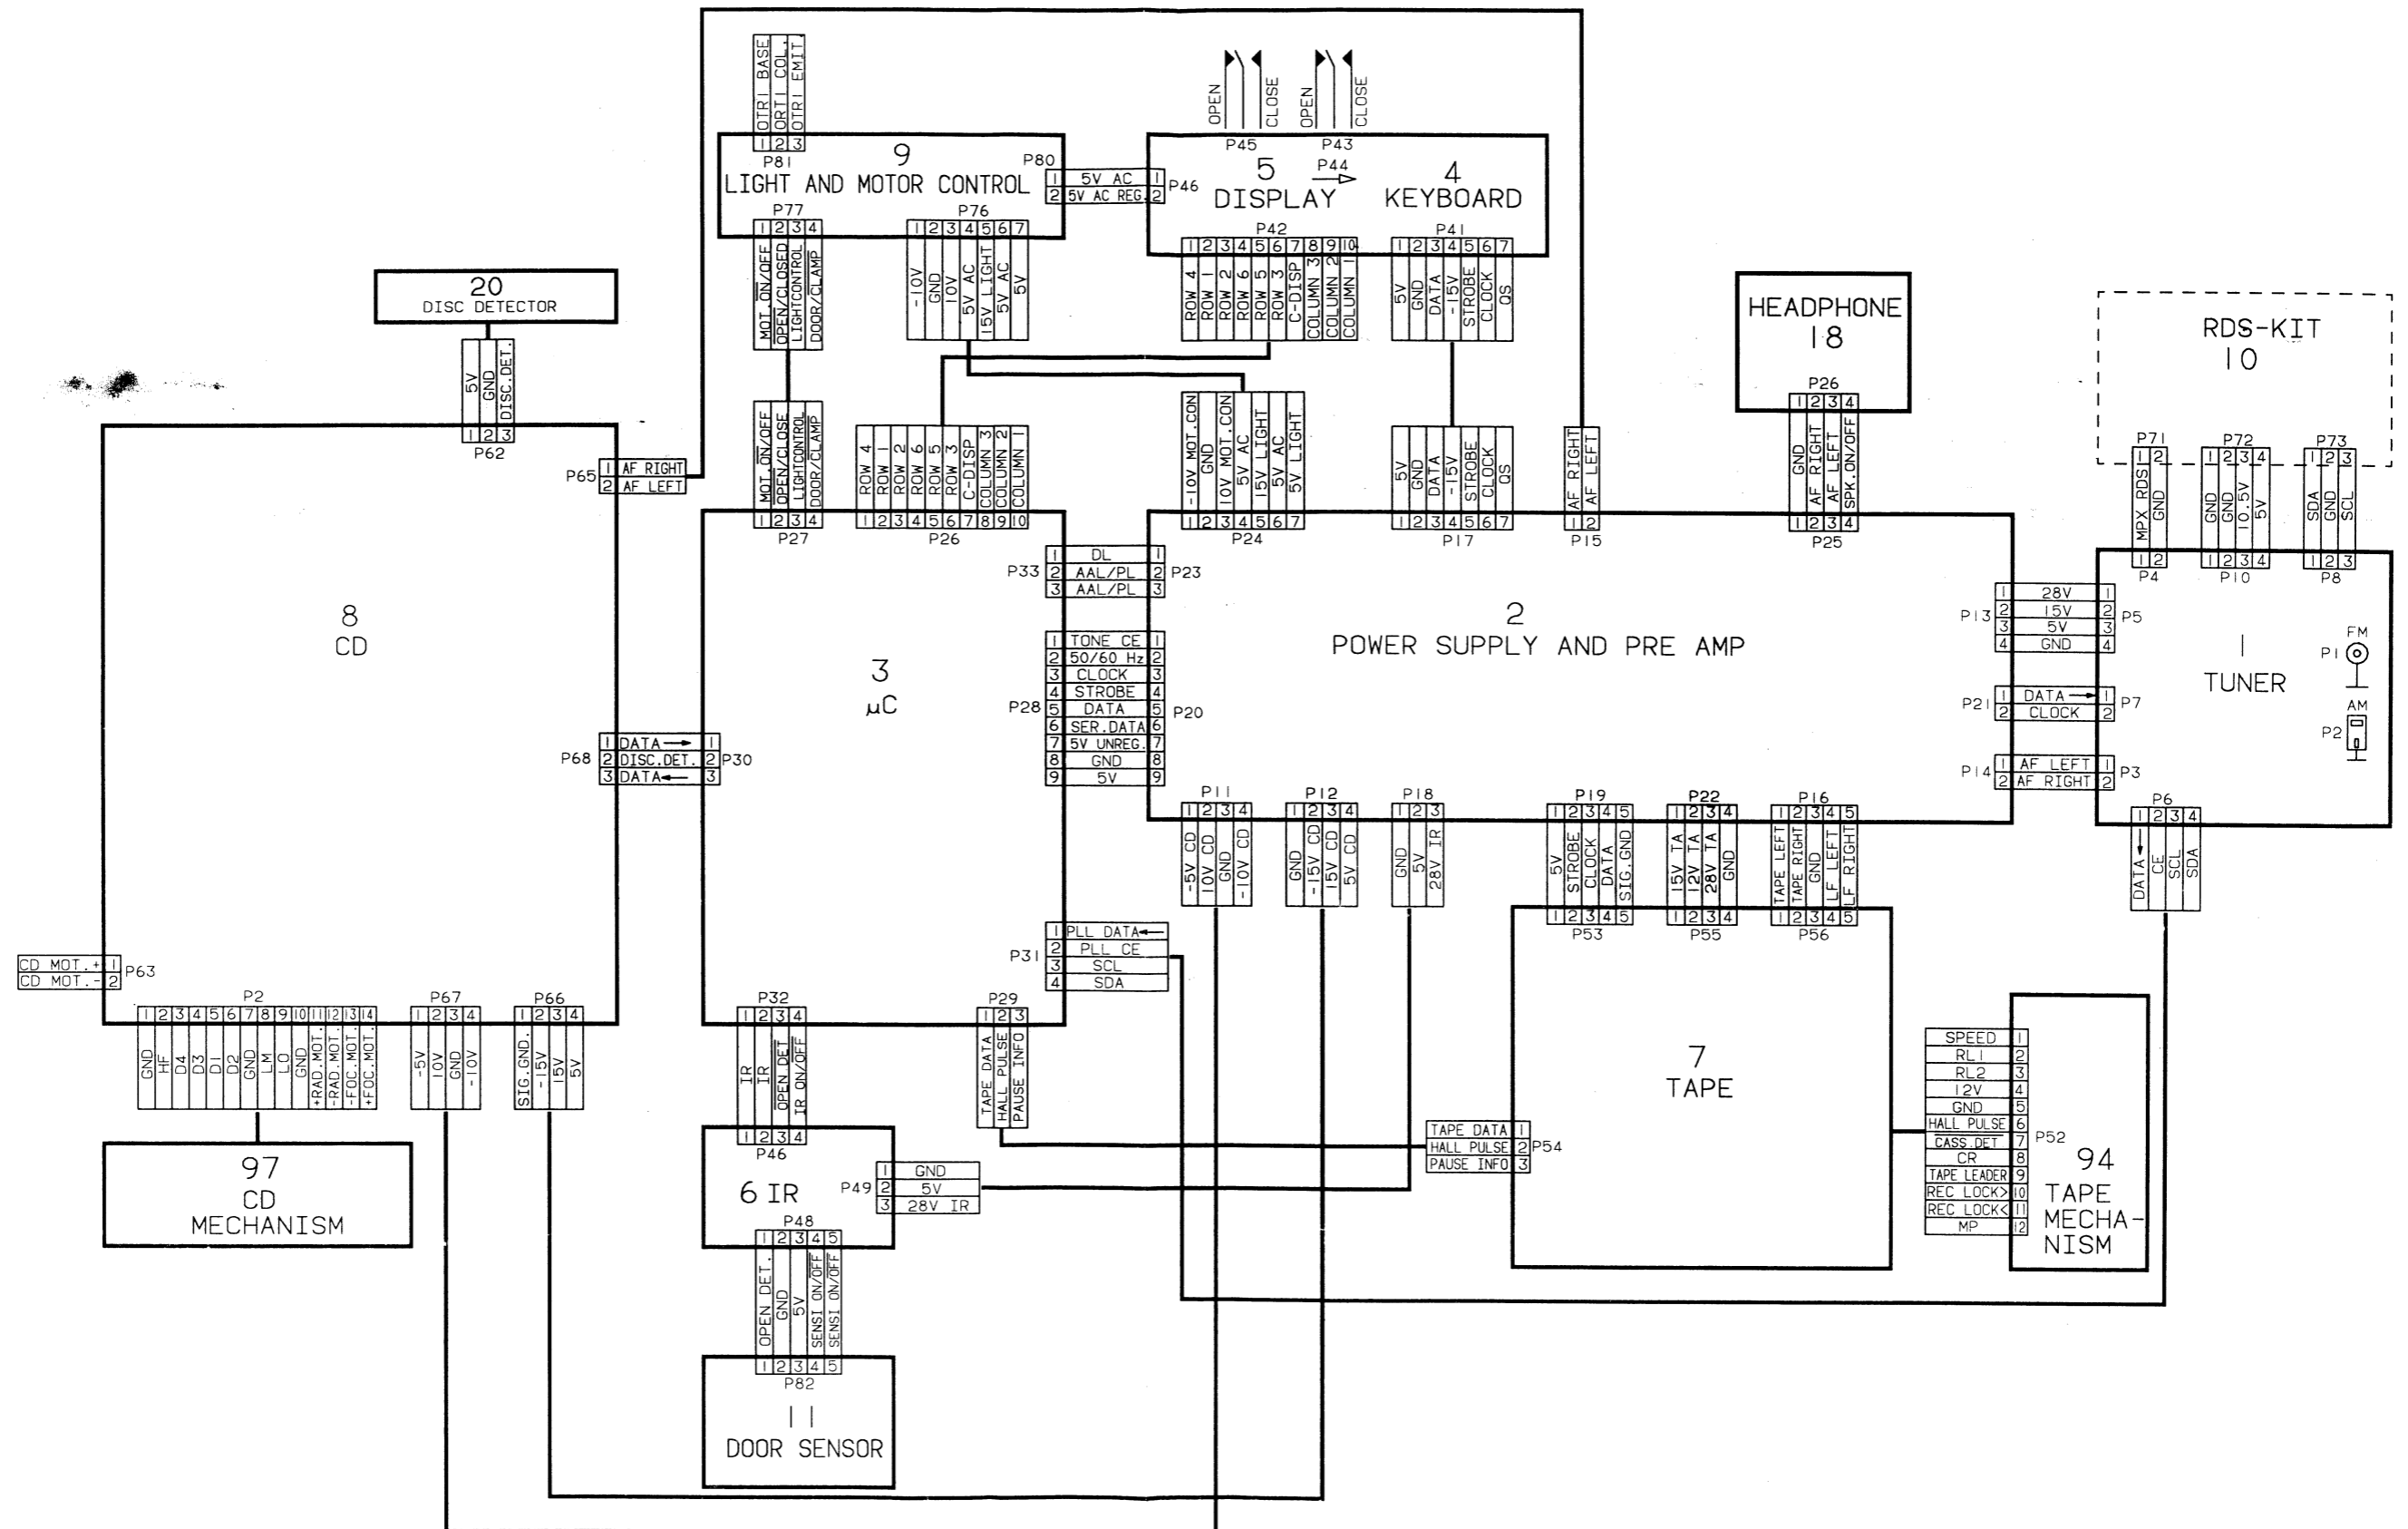 OTRI BASE
ORTI COL.
OTRI EMIT.
1 2 3
P81
9
LIGHT AND MOTOR CONTROL
P80
1 5V AC 1
2 5V AC REG. 2
P46
OPEN
CLOSE
OPEN
CLOSE
P45
P43
5
DISPLAY
P44
4
KEYBOARD
P77
1 2 3 4
MOT.ON/OFF
OPEN/CLOSED
LIGHTCONTROL
DOOR/CLAMP
P76
1 2 3 4 5 6 7
-10V
GND
10V
5V AC
15V LIGHT
5V AC
5V
P42
1 2 3 4 5 6 7 8 9 10
ROW 4
ROW 1
ROW 2
ROW 6
ROW 5
ROW 3
C-DISP
COLUMN 3
COLUMN 2
COLUMN 1
P41
1 2 3 4 5 6 7
5V
GND
DATA
-15V
STROBE
CLOCK
QS
20
DISC DETECTOR
5V
GND
DISC.DET.
1 2 3
P62
HEADPHONE
18
P26
1 2 3 4
GND
AF RIGHT
AF LEFT
SPK.ON/OFF
1 2 3 4
P25
RDS-KIT
10
P71
1 2
MPX RDS
GND
1 2
P4
P72
1 2 3 4
GND
GND
10.5V
5V
1 2 3 4
P10
P73
1 2 3
SDA
GND
SCL
1 2 3
P8
P65
1 AF RIGHT
2 AF LEFT
MOT.ON/OFF
OPEN/CLOSE
LIGHTCONTROL
DOOR/CLAMP
1 2 3 4
P27
ROW 4
ROW 1
ROW 2
ROW 6
ROW 5
ROW 3
C-DISP
COLUMN 3
COLUMN 2
COLUMN 1
1 2 3 4 5 6 7 8 9 10
P26
-10V MOT.CON
GND
10V MOT.CON
5V AC
15V LIGHT
5V AC
5V LIGHT
1 2 3 4 5 6 7
P24
5V
GND
DATA
-15V
STROBE
CLOCK
QS
1 2 3 4 5 6 7
P17
AF RIGHT
AF LEFT
1 2
P15
8
CD
3
µC
2
POWER SUPPLY AND PRE AMP
1
TUNER
FM
P1
AM
P2
P33
1 DL 1
2 AAL/PL 2
3 AAL/PL 3
P23
P28
1 TONE CE 1
2 50/60 Hz 2
3 CLOCK 3
4 STROBE 4
5 DATA 5
6 SER.DATA 6
7 5V UNREG. 7
8 GND 8
9 5V 9
P20
P13
1 28V 1
2 15V 2
3 5V 3
4 GND 4
P5
P21
1 DATA → 1
2 CLOCK 2
P7
P14
1 AF LEFT 1
2 AF RIGHT 2
P3
P68
1 DATA → 1
2 DISC.DET. 2
3 DATA ← 3
P30
P11
1 2 3 4
-5V CD
10V CD
GND
-10V CD
P12
1 2 3 4
GND
-15V CD
15V CD
5V CD
P18
1 2 3
GND
5V
28V IR
P19
1 2 3 4 5
5V
STROBE
CLOCK
DATA
SIG.GND
1 2 3 4 5
P53
P22
1 2 3 4
15V TA
12V TA
28V TA
GND
1 2 3 4
P55
P16
1 2 3 4 5
TAPE LEFT
TAPE RIGHT
GND
LF LEFT
LF RIGHT
1 2 3 4 5
P56
P6
1 2 3 4
DATA ←
CE
SCL
SDA
P31
1 PLL DATA ←
2 PLL CE
3 SCL
4 SDA
CD MOT.+ 1
CD MOT.- 2
P63
P2
1 2 3 4 5 6 7 8 9 10 11 12 13 14
GND
HF
D4
D3
D1
D2
GND
LM
LO
GND
+RAD.MOT.
-RAD.MOT.
-FOC.MOT.
+FOC.MOT.
P67
1 2 3 4
-5V
10V
GND
-10V
P66
1 2 3 4
SIG.GND.
-15V
15V
5V
97
CD
MECHANISM
P32
1 2 3 4
IR
IR
OPEN DET
IR ON/OFF
1 2 3 4
P46
P29
1 2 3
TAPE DATA
HALL PULSE
PAUSE INFO
6 IR
P49
1 GND
2 5V
3 28V IR
P48
1 2 3 4 5
OPEN DET.
GND
5V
SENSI ON/OFF
SENSI ON/OFF
1 2 3 4 5
P82
11
DOOR SENSOR
7
TAPE
TAPE DATA 1
HALL PULSE 2
PAUSE INFO 3
P54
SPEED 1
RL1 2
RL2 3
12V 4
GND 5
HALL PULSE 6
CASS.DET 7
CR 8
TAPE LEADER 9
REC LOCK> 10
REC LOCK< 11
MP 12
P52
94
TAPE
MECHA-
NISM